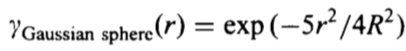 γ_Gaussian sphere(r) = exp (−5r²/4R²)